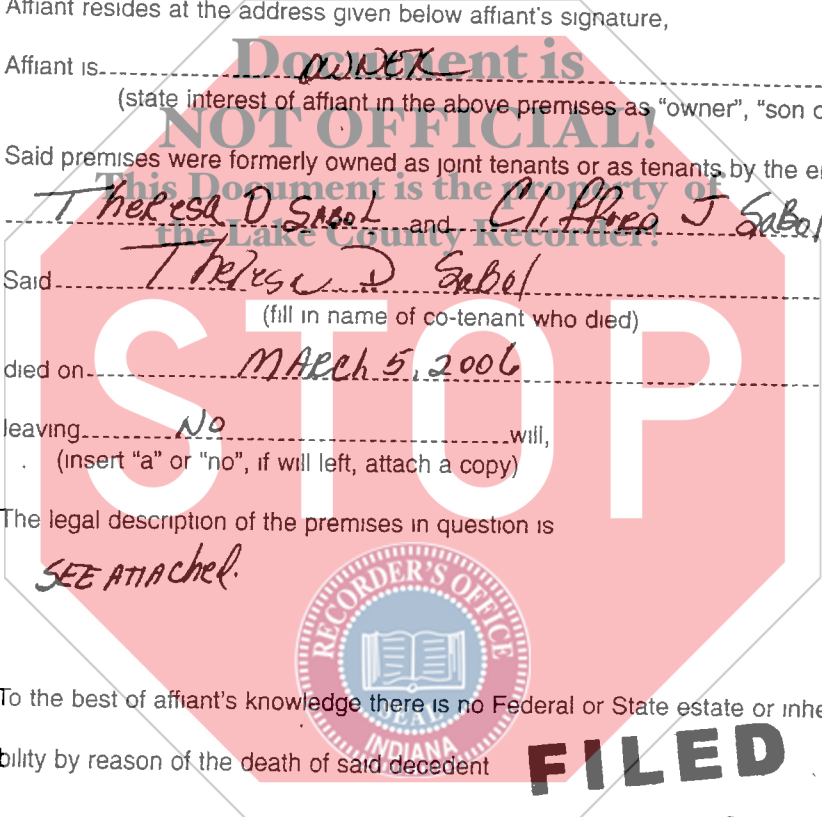 Affiant resides at the address given below affiant's signature,
Affiant is OWNER
Document is
(state interest of affiant in the above premises as "owner", "son o
NOT OFFICIAL!
Said premises were formerly owned as joint tenants or as tenants by the e
This Document is the property of
Theresa D Sabol and J Sabol
the Lake County Recorder!
Said Theresa D Sabol
(fill in name of co-tenant who died)
died on MARCH 5, 2006
STOP
leaving NO will,
(insert "a" or "no", if will left, attach a copy)
The legal description of the premises in question is
SEE ATTAChed.
RECORDER'S OFFICE
SEAL
INDIANA
To the best of affiant's knowledge there is no Federal or State estate or inhe
bility by reason of the death of said decedent
FILED